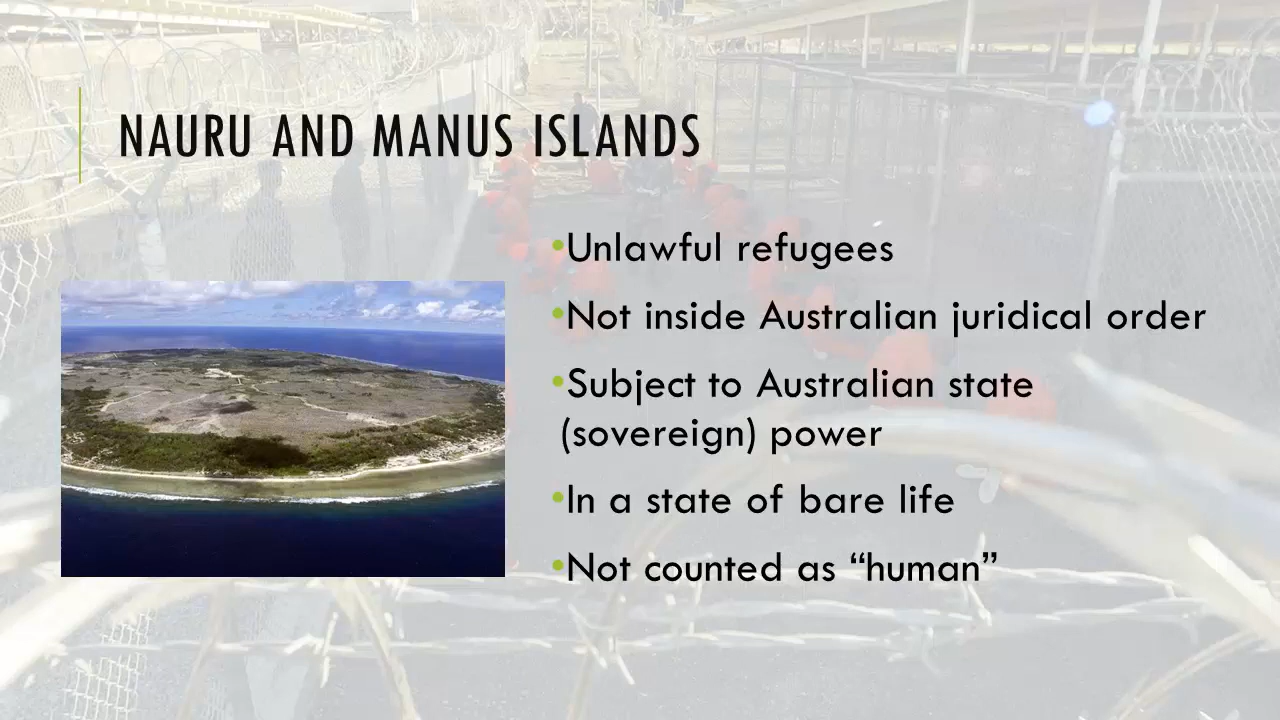 NAURU AND MANUS ISLANDS
•Unlawful refugees
•Not inside Australian juridical order
•Subject to Australian state
(sovereign) power
•In a state of bare life
•Not counted as “human”